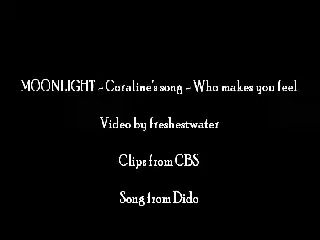 MOONLIGHT - Coraline's song - Who makes you feel
Video by freshestwater
Clips from CBS
Song from Dido